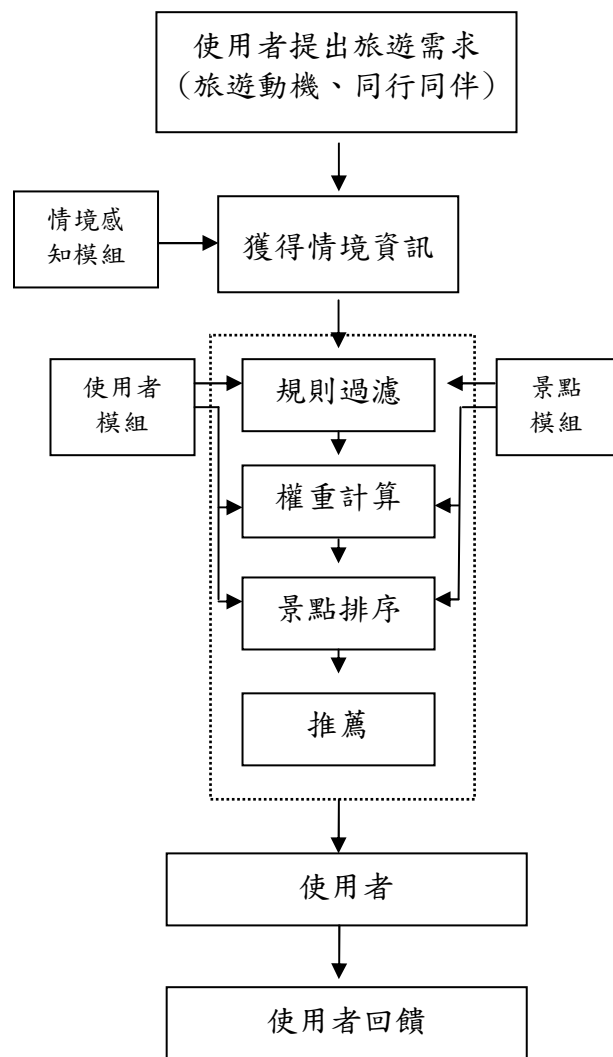 使用者提出旅遊需求
（旅遊動機、同行同伴）
情境感
知模組
獲得情境資訊
使用者
模組
規則過濾
景點
模組
權重計算
景點排序
推薦
使用者
使用者回饋